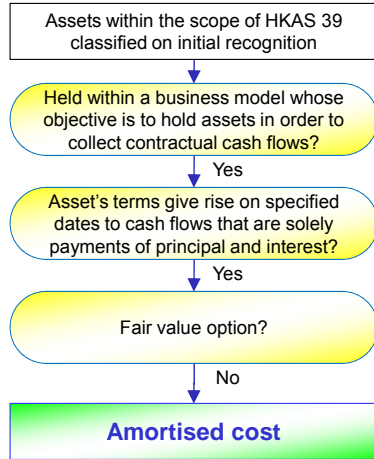 Assets within the scope of HKAS 39
classified on initial recognition
Held within a business model whose
objective is to hold assets in order to
collect contractual cash flows?
Yes
Asset's terms give rise on specified
dates to cash flows that are solely
payments of principal and interest?
Yes
Fair value option?
No
Amortised cost